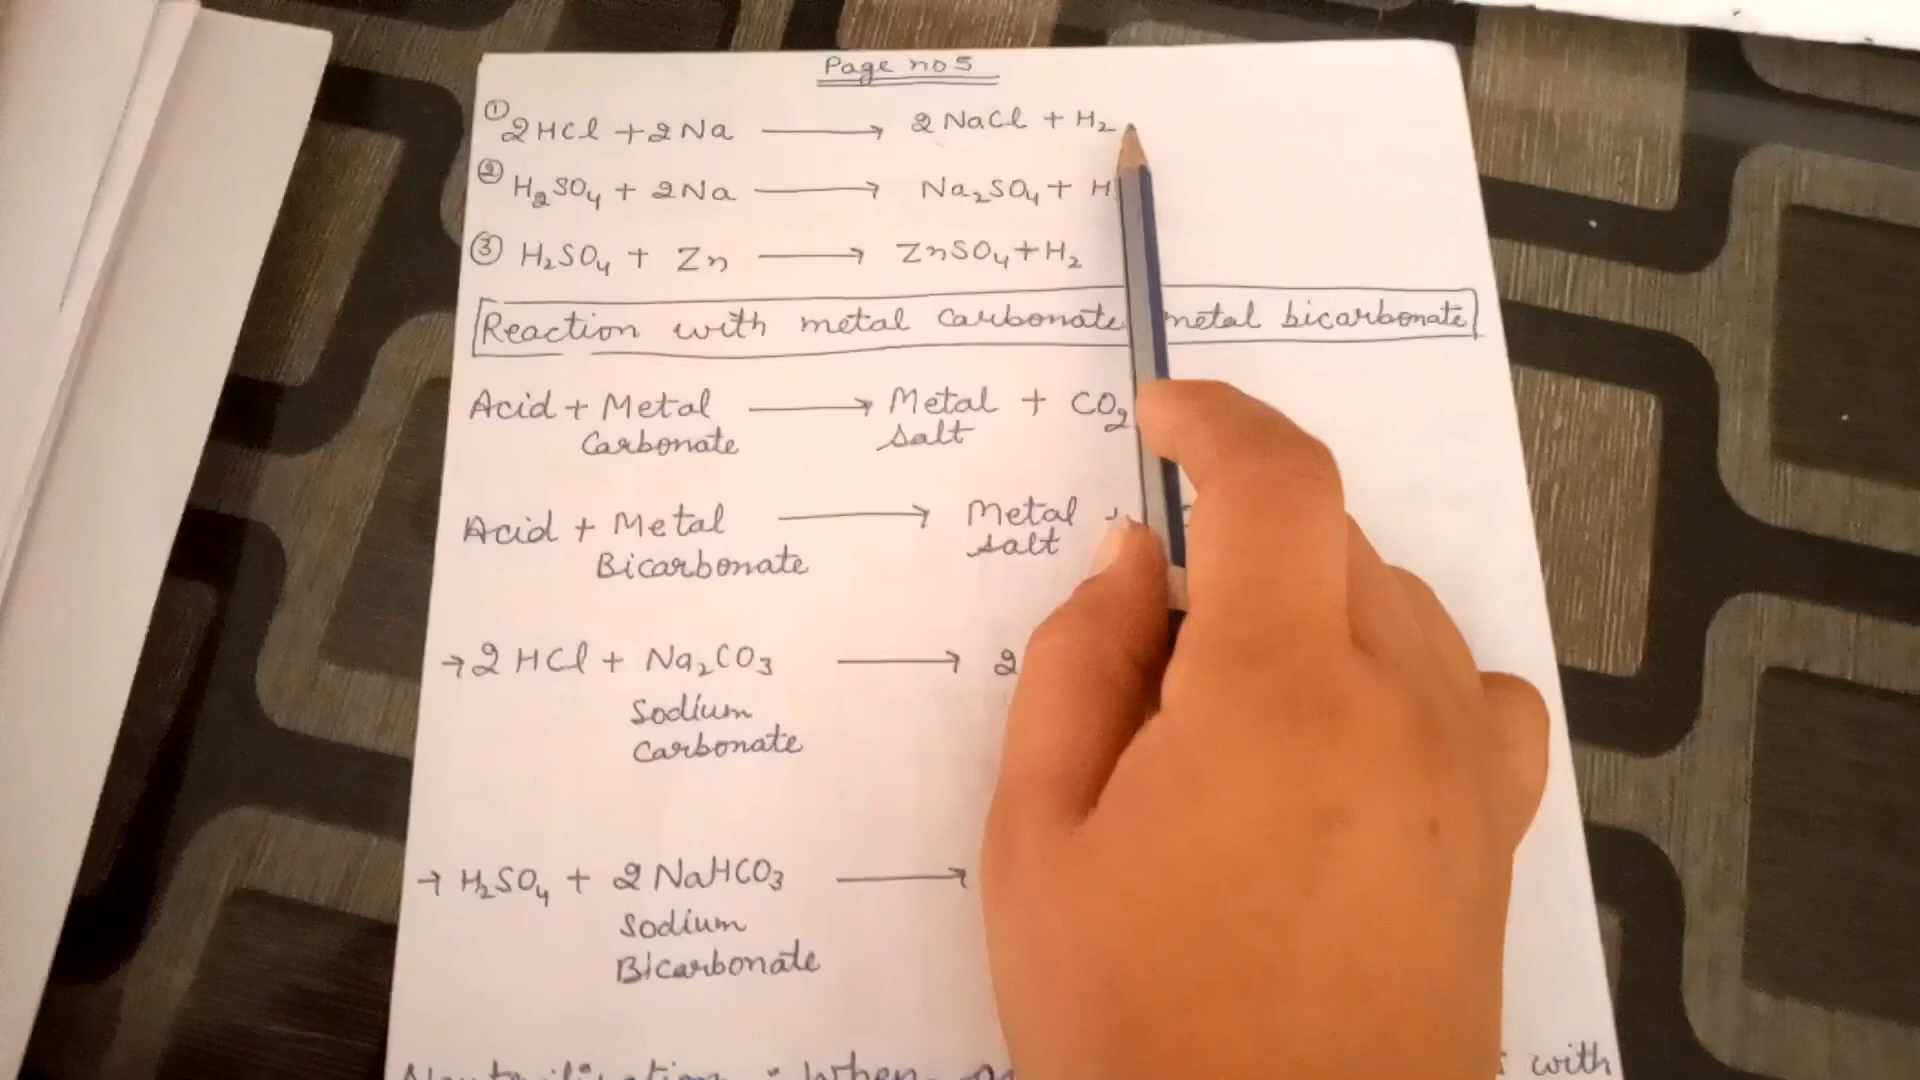 Page no 5
① 2HCl + 2Na ⟶ 2NaCl + H₂
② H₂SO₄ + 2Na ⟶ Na₂SO₄ + H
③ H₂SO₄ + Zn ⟶ ZnSO₄ + H₂
Reaction with metal carbonate metal bicarbonate
Acid + Metal ⟶ Metal + CO₂
Carbonate salt
Acid + Metal ⟶ Metal +
Bicarbonate salt
→ 2HCl + Na₂CO₃ ⟶ 2
Sodium
Carbonate
→ H₂SO₄ + 2NaHCO₃ ⟶
Sodium
Bicarbonate
: When with